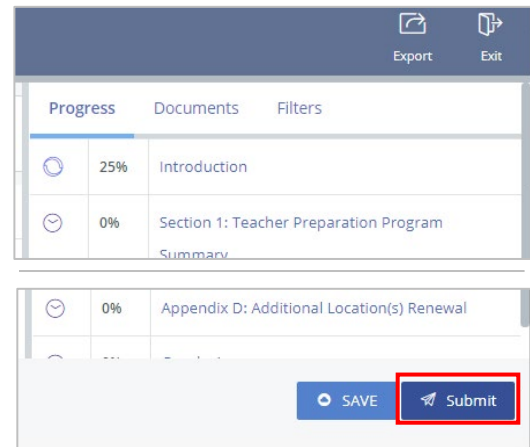 Export Exit
Progress Documents Filters
25% Introduction
0% Section 1: Teacher Preparation Program
Summary
0% Appendix D: Additional Location(s) Renewal
SAVE Submit